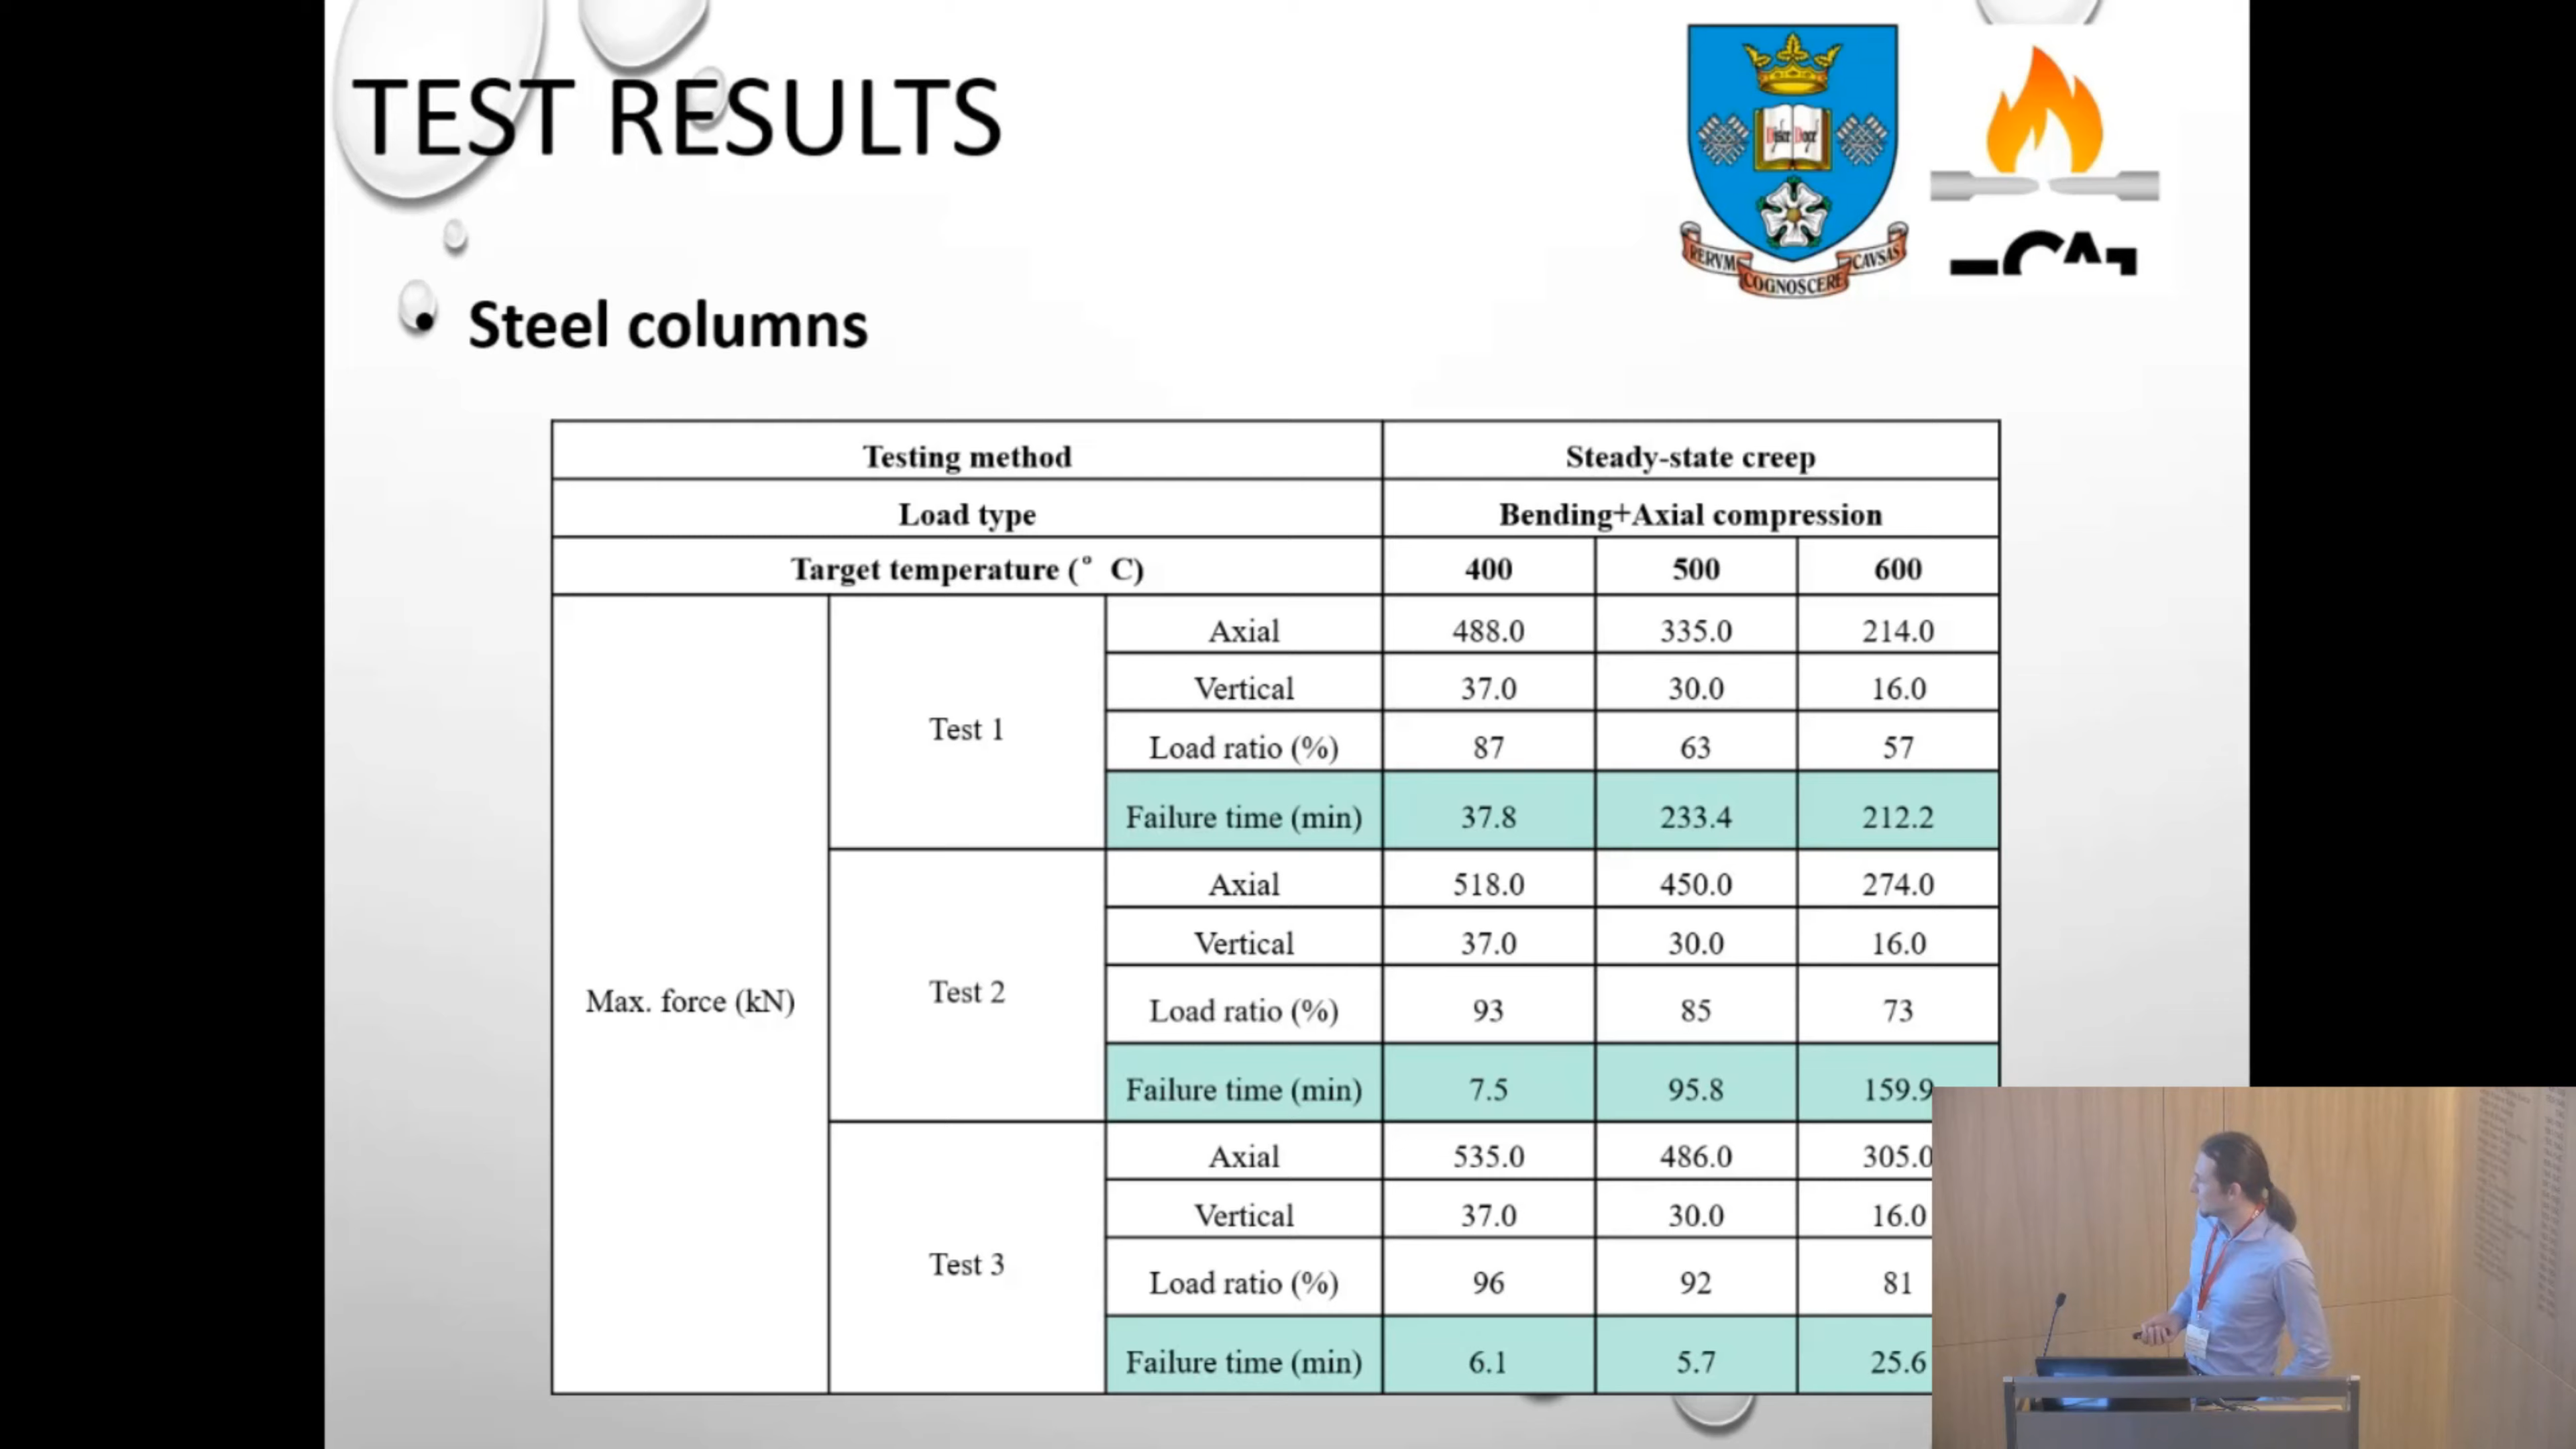 TEST RESULTS
Disce Doce
RERVM COGNOSCERE CAVSAS
• Steel columns
Testing method Steady-state creep
Load type Bending+Axial compression
Target temperature (° C) 400 500 600
Max. force (kN)
Test 1
Axial 488.0 335.0 214.0
Vertical 37.0 30.0 16.0
Load ratio (%) 87 63 57
Failure time (min) 37.8 233.4 212.2
Test 2
Axial 518.0 450.0 274.0
Vertical 37.0 30.0 16.0
Load ratio (%) 93 85 73
Failure time (min) 7.5 95.8 159.9
Test 3
Axial 535.0 486.0 305.0
Vertical 37.0 30.0 16.0
Load ratio (%) 96 92 81
Failure time (min) 6.1 5.7 25.6